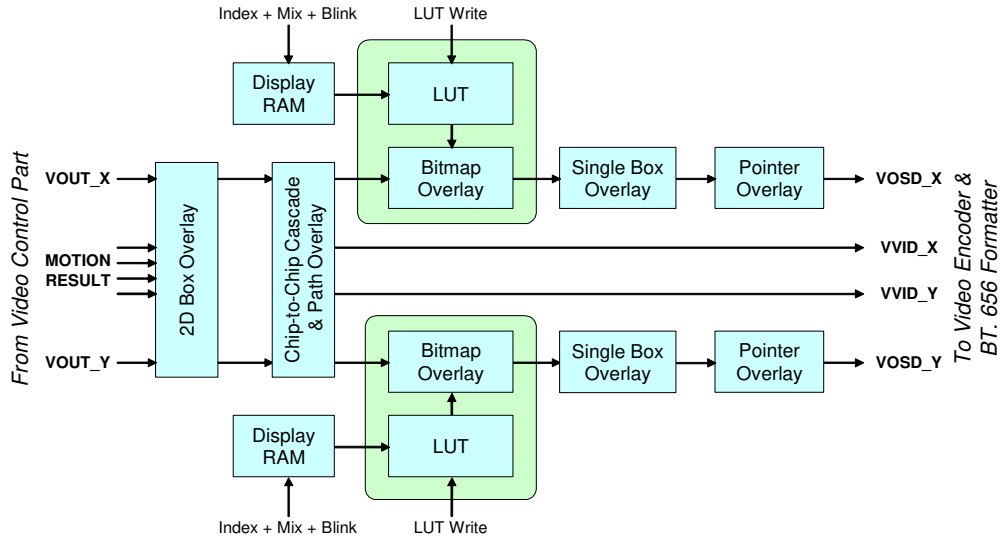 Index + Mix + Blink
LUT Write
Display
RAM
LUT
From Video Control Part
VOUT_X
2D Box Overlay
Chip-to-Chip Cascade
& Path Overlay
Bitmap
Overlay
Single Box
Overlay
Pointer
Overlay
VOSD_X
To Video Encoder &
BT. 656 Formatter
MOTION
RESULT
VVID_X
VVID_Y
VOUT_Y
Bitmap
Overlay
Single Box
Overlay
Pointer
Overlay
VOSD_Y
Display
RAM
LUT
Index + Mix + Blink
LUT Write